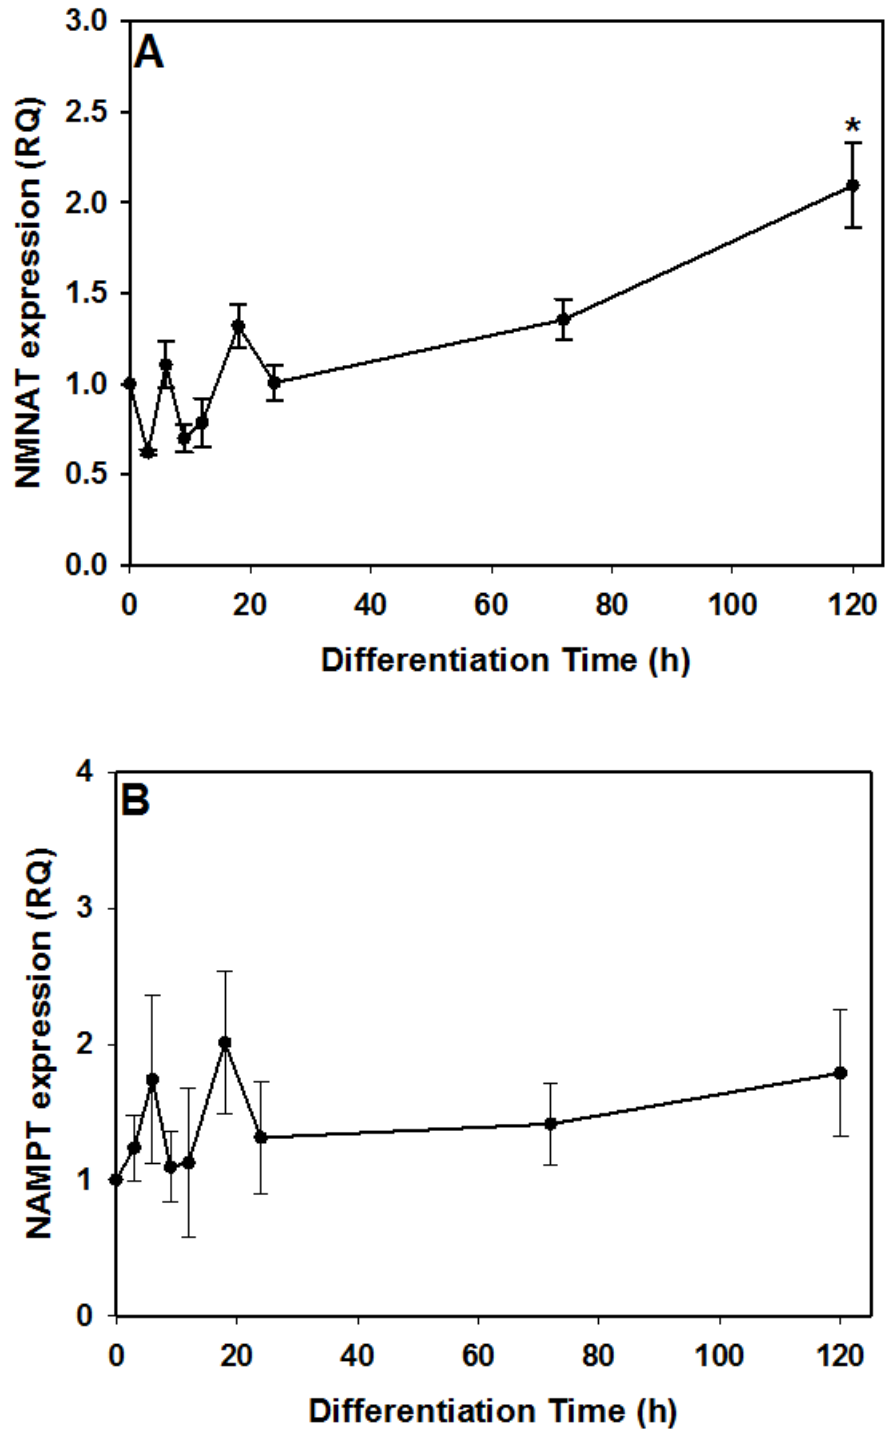 A
*
NMNAT expression (RQ)
3.0
2.5
2.0
1.5
1.0
0.5
0.0
0 20 40 60 80 100 120
Differentiation Time (h)
B
NAMPT expression (RQ)
4
3
2
1
0
0 20 40 60 80 100 120
Differentiation Time (h)